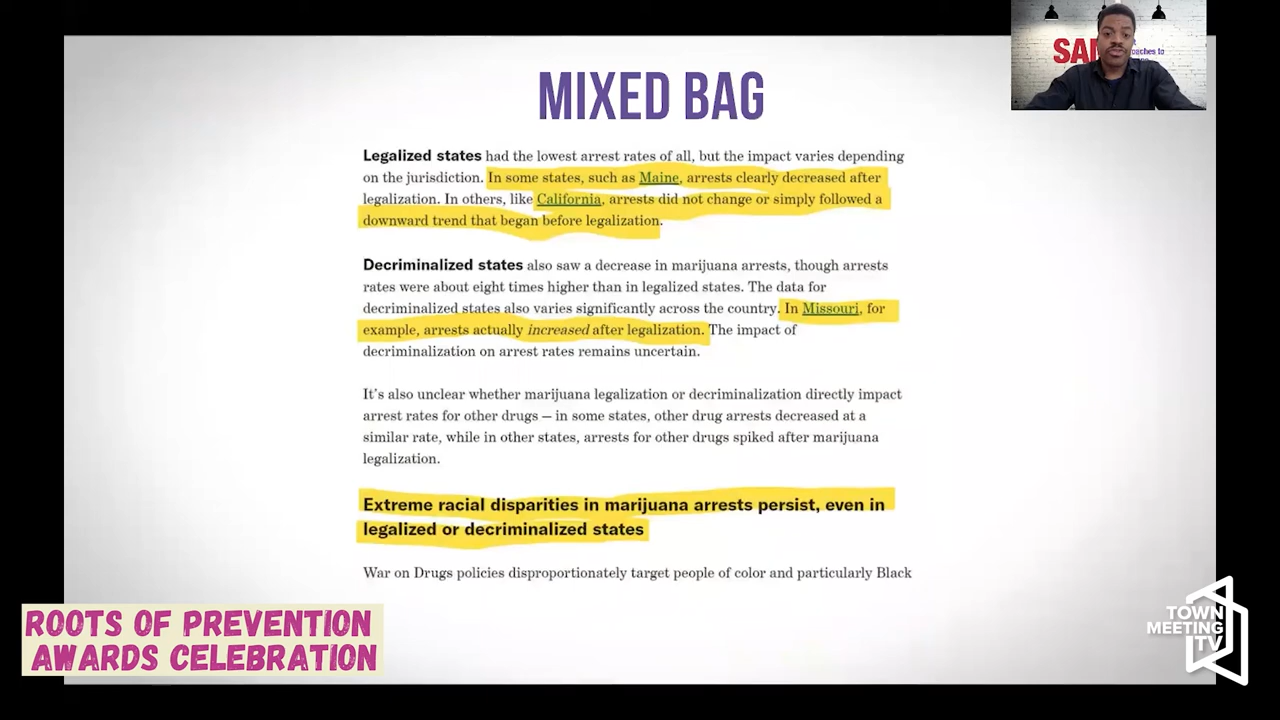 MIXED BAG
SA
oaches to
Legalized states had the lowest arrest rates of all, but the impact varies depending
on the jurisdiction. In some states, such as Maine, arrests clearly decreased after
legalization. In others, like California, arrests did not change or simply followed a
downward trend that began before legalization.
Decriminalized states also saw a decrease in marijuana arrests, though arrests
rates were about eight times higher than in legalized states. The data for
decriminalized states also varies significantly across the country. In Missouri, for
example, arrests actually increased after legalization. The impact of
decriminalization on arrest rates remains uncertain.
It's also unclear whether marijuana legalization or decriminalization directly impact
arrest rates for other drugs — in some states, other drug arrests decreased at a
similar rate, while in other states, arrests for other drugs spiked after marijuana
legalization.
Extreme racial disparities in marijuana arrests persist, even in
legalized or decriminalized states
War on Drugs policies disproportionately target people of color and particularly Black
ROOTS OF PREVENTION
AWARDS CELEBRATION
TOWN
MEETING
TV